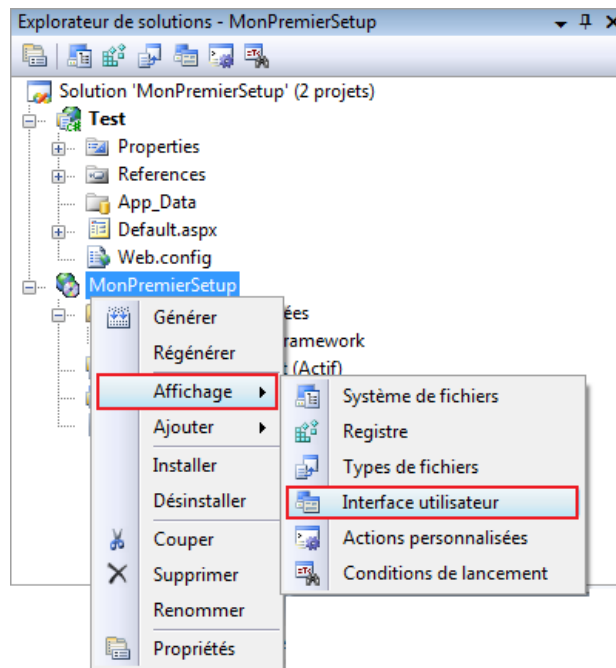 Explorateur de solutions - MonPremierSetup
Solution 'MonPremierSetup' (2 projets)
Test
Properties
References
App_Data
Default.aspx
Web.config
MonPremierSetup
Générer
Régénérer
(Actif)
Affichage
Ajouter
Installer
Désinstaller
Couper
Supprimer
Renommer
Propriétés
Système de fichiers
Registre
Types de fichiers
Interface utilisateur
Actions personnalisées
Conditions de lancement